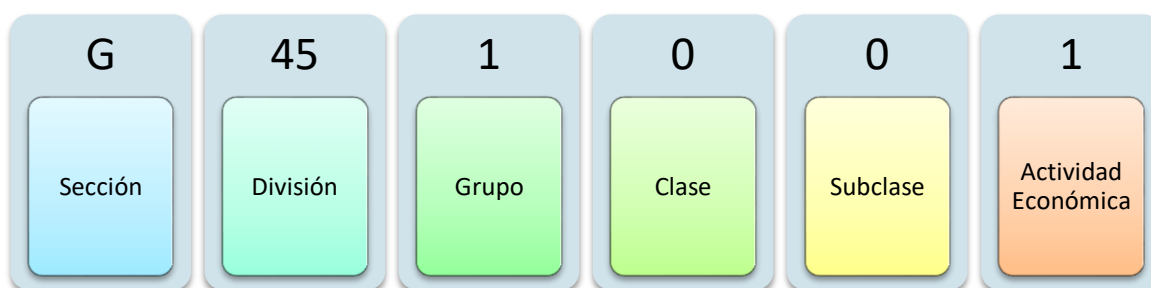 G 45 1 0 0 1
Sección División Grupo Clase Subclase Actividad
Económica